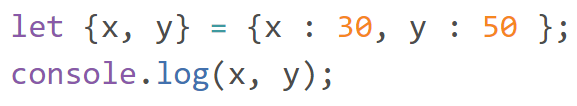 let {x, y} = {x : 30, y : 50 };
console.log(x, y);